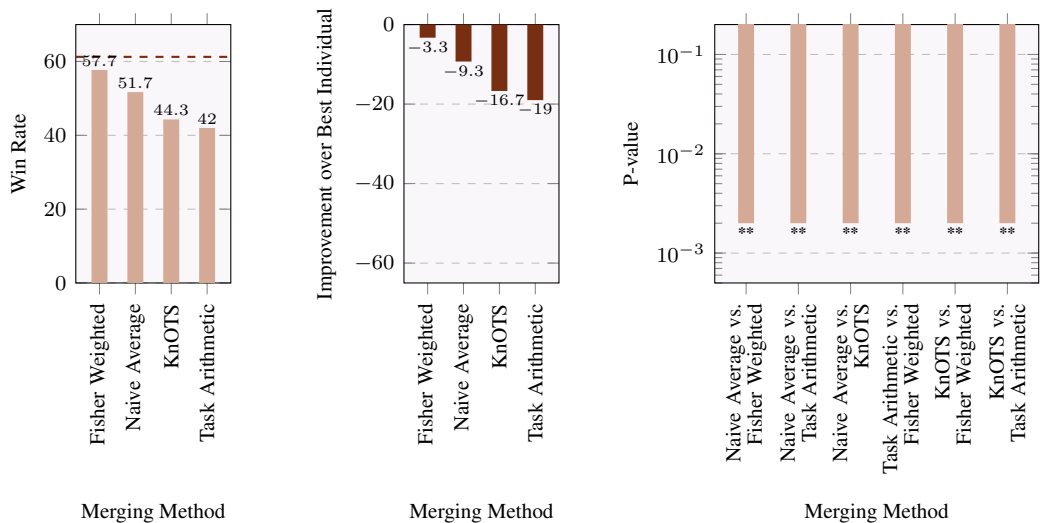 60
40
20
0
Win Rate
57.7
51.7
44.3
42
Fisher Weighted
Naive Average
KnOTS
Task Arithmetic
Merging Method
0
−20
−40
−60
Improvement over Best Individual
−3.3
−9.3
−16.7
−19
Fisher Weighted
Naive Average
KnOTS
Task Arithmetic
Merging Method
10⁻¹
10⁻²
10⁻³
P-value
**
**
**
**
**
**
Naive Average vs.
Fisher Weighted
Naive Average vs.
Task Arithmetic
Naive Average vs.
KnOTS
Task Arithmetic vs.
Fisher Weighted
KnOTS vs.
Fisher Weighted
KnOTS vs.
Task Arithmetic
Merging Method